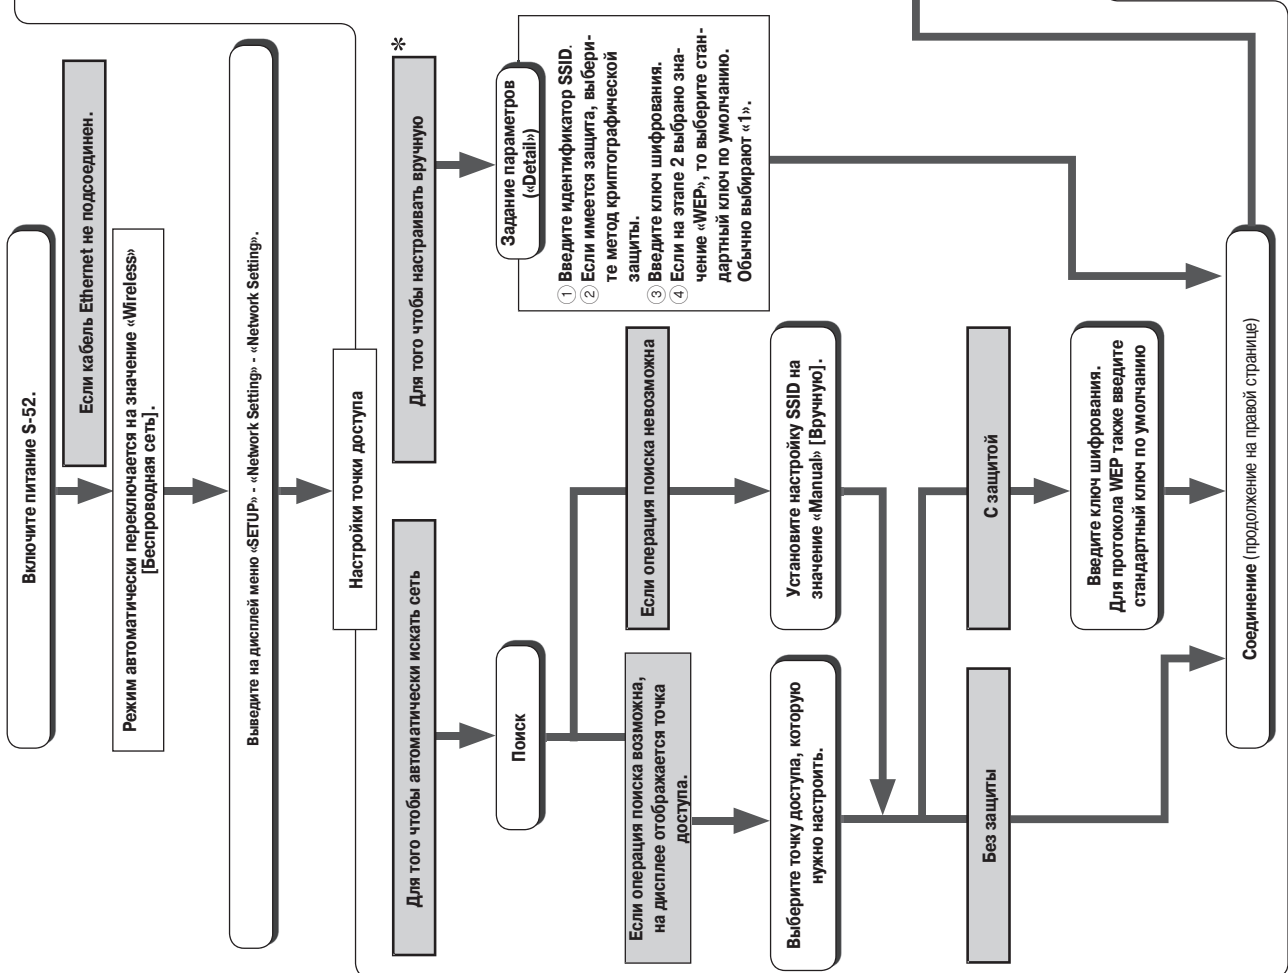 Включите питание S-52.
Если кабель Ethernet не подсоединен.
Режим автоматически переключается на значение «Wireless»
[Беспроводная сеть].
Выведите на дисплей меню «SETUP» - «Network Setting» - «Network Setting».
Настройки точки доступа
Для того чтобы автоматически искать сеть
Поиск
Если операция поиска возможна,
на дисплее отображается точка
доступа.
Если операция поиска невозможна
Выберите точку доступа, которую
нужно настроить.
Установите настройку SSID на
значение «Manual» [Вручную].
Без защиты
С защитой
Введите ключ шифрования.
Для протокола WEP также введите
стандартный ключ по умолчанию
Для того чтобы настраивать вручную
*
Задание параметров
(«Detail»)
① Введите идентификатор SSID.
② Если имеется защита, выбери-
те метод криптографической
защиты.
③ Введите ключ шифрования.
④ Если на этапе 2 выбрано зна-
чение «WEP», то выберите стан-
дартный ключ по умолчанию.
Обычно выбирают «1».
Соединение (продолжение на правой странице)